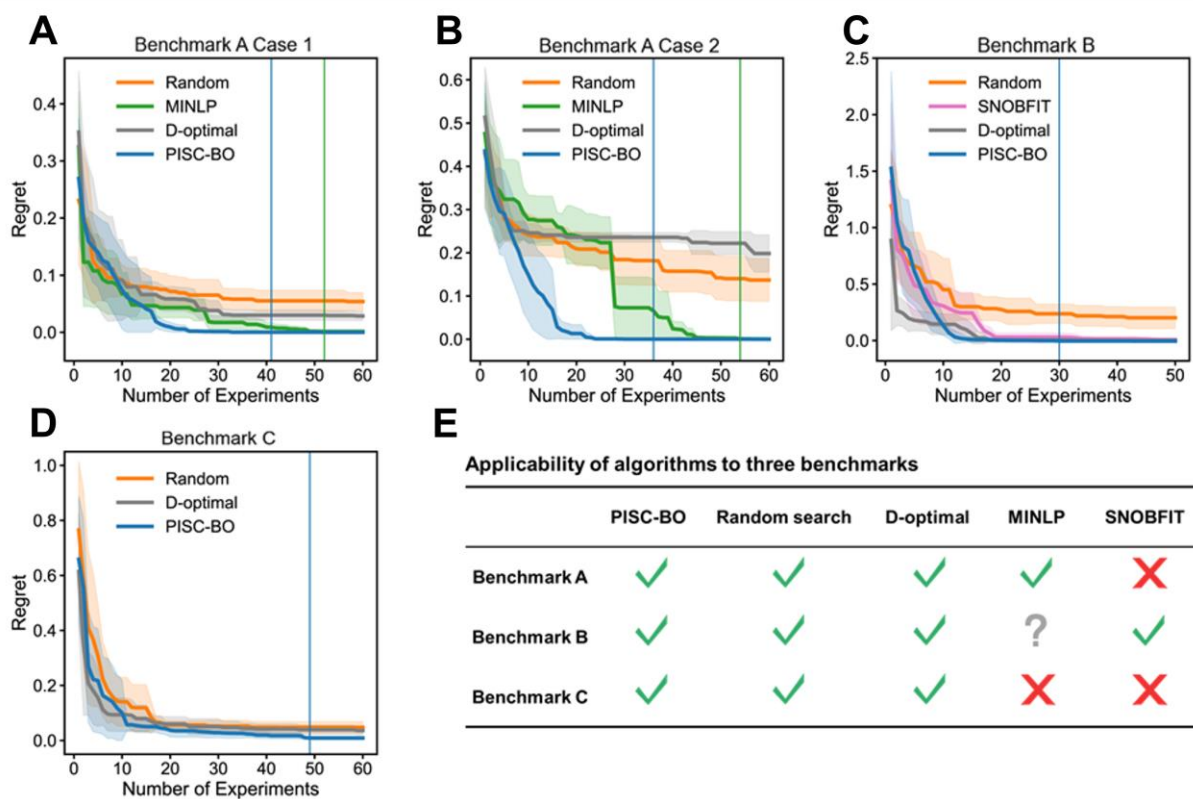 A
Benchmark A Case 1
Random
MINLP
D-optimal
PISC-BO
0.4
0.3
0.2
0.1
0.0
Regret
0 10 20 30 40 50 60
Number of Experiments
B
Benchmark A Case 2
Random
MINLP
D-optimal
PISC-BO
0.6
0.5
0.4
0.3
0.2
0.1
0.0
Regret
0 10 20 30 40 50 60
Number of Experiments
C
Benchmark B
Random
SNOBFIT
D-optimal
PISC-BO
2.5
2.0
1.5
1.0
0.5
0.0
Regret
0 10 20 30 40 50
Number of Experiments
D
Benchmark C
Random
D-optimal
PISC-BO
1.0
0.8
0.6
0.4
0.2
0.0
Regret
0 10 20 30 40 50 60
Number of Experiments
E
Applicability of algorithms to three benchmarks
PISC-BO Random search D-optimal MINLP SNOBFIT
Benchmark A
Benchmark B ?
Benchmark C